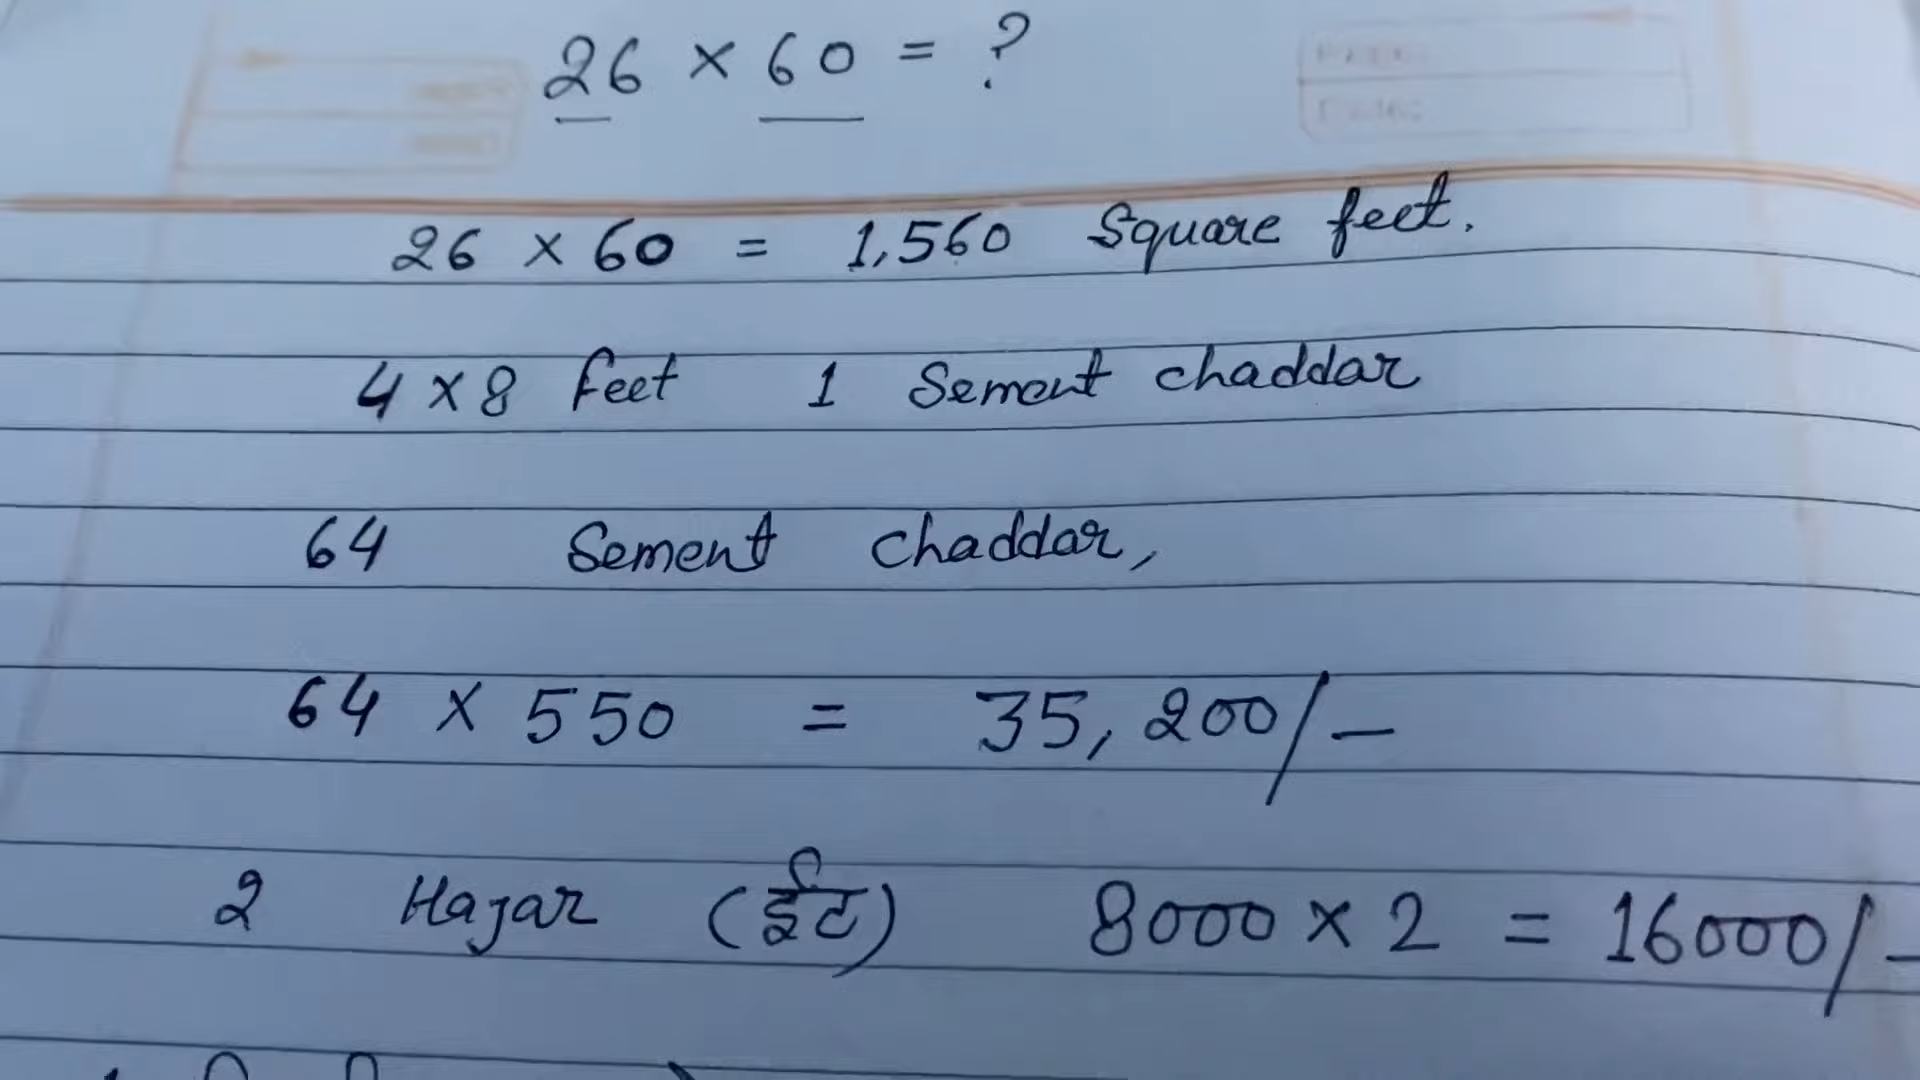 26 × 60 = ?
26 × 60 = 1,560 Square feet.
4 × 8 feet 1 Sement chaddar
64 Sement chaddar,
64 × 550 = 35,200/–
2 Hajar (ईंट) 8000 × 2 = 16000/–